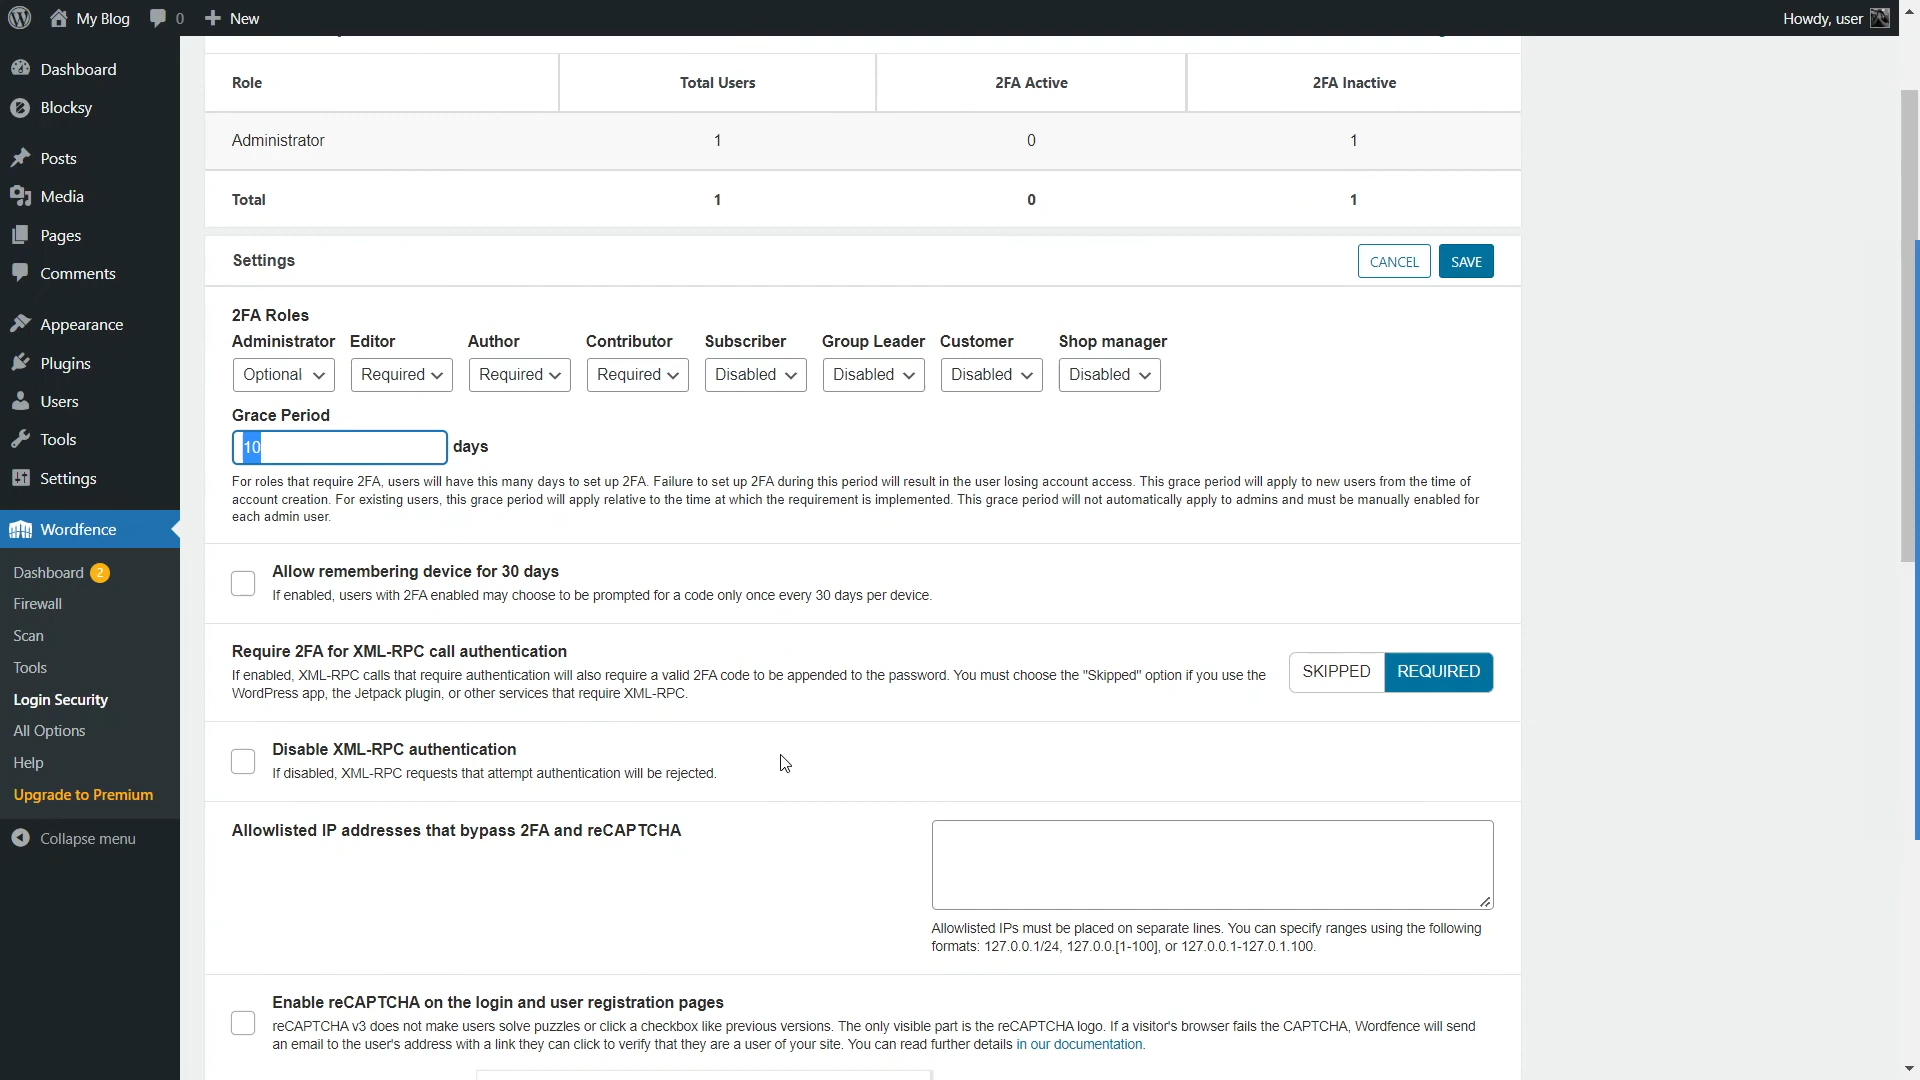 My Blog 0 New Howdy, user
Dashboard
Blocksy
Posts
Media
Pages
Comments
Appearance
Plugins
Users
Tools
Settings
Wordfence
Dashboard 2
Firewall
Scan
Tools
Login Security
All Options
Help
Upgrade to Premium
Collapse menu
Role Total Users 2FA Active 2FA Inactive
Administrator 1 0 1
Total 1 0 1
Settings CANCEL SAVE
2FA Roles
Administrator Editor Author Contributor Subscriber Group Leader Customer Shop manager
Optional Required Required Required Disabled Disabled Disabled Disabled
Grace Period
10 days
For roles that require 2FA, users will have this many days to set up 2FA. Failure to set up 2FA during this period will result in the user losing account access. This grace period will apply to new users from the time of
account creation. For existing users, this grace period will apply relative to the time at which the requirement is implemented. This grace period will not automatically apply to admins and must be manually enabled for
each admin user.
Allow remembering device for 30 days
If enabled, users with 2FA enabled may choose to be prompted for a code only once every 30 days per device.
Require 2FA for XML-RPC call authentication
If enabled, XML-RPC calls that require authentication will also require a valid 2FA code to be appended to the password. You must choose the "Skipped" option if you use the
WordPress app, the Jetpack plugin, or other services that require XML-RPC.
SKIPPED REQUIRED
Disable XML-RPC authentication
If disabled, XML-RPC requests that attempt authentication will be rejected.
Allowlisted IP addresses that bypass 2FA and reCAPTCHA
Allowlisted IPs must be placed on separate lines. You can specify ranges using the following
formats: 127.0.0.1/24, 127.0.0.[1-100], or 127.0.0.1-127.0.1.100.
Enable reCAPTCHA on the login and user registration pages
reCAPTCHA v3 does not make users solve puzzles or click a checkbox like previous versions. The only visible part is the reCAPTCHA logo. If a visitor's browser fails the CAPTCHA, Wordfence will send
an email to the user's address with a link they can click to verify that they are a user of your site. You can read further details in our documentation.